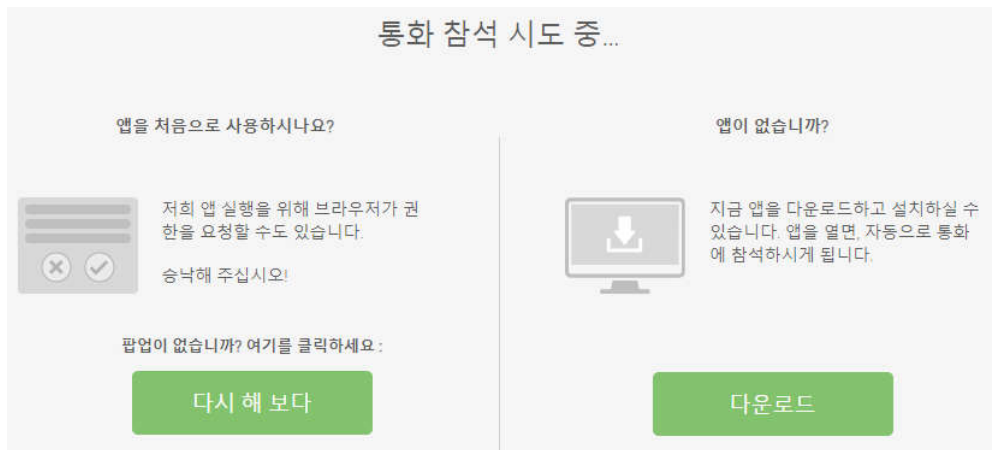 통화 참석 시도 중...
앱을 처음으로 사용하시나요?
저희 앱 실행을 위해 브라우저가 권
한을 요청할 수도 있습니다.
승낙해 주십시오!
팝업이 없습니까? 여기를 클릭하세요 :
다시 해 보다
앱이 없습니까?
지금 앱을 다운로드하고 설치하실 수
있습니다. 앱을 열면, 자동으로 통화
에 참석하시게 됩니다.
다운로드